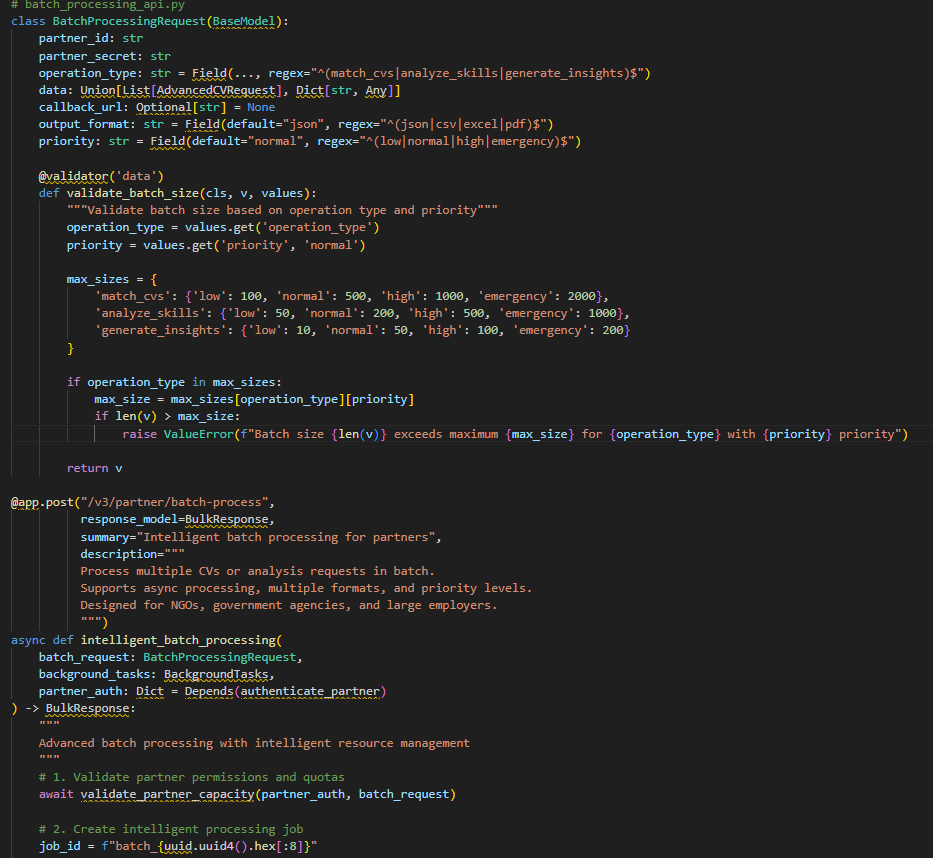 # batch_processing_api.py
class BatchProcessingRequest(BaseModel):
    partner_id: str
    partner_secret: str
    operation_type: str = Field(..., regex="^(match_cvs|analyze_skills|generate_insights)$")
    data: Union[List[AdvancedCVRequest], Dict[str, Any]]
    callback_url: Optional[str] = None
    output_format: str = Field(default="json", regex="^(json|csv|excel|pdf)$")
    priority: str = Field(default="normal", regex="^(low|normal|high|emergency)$")

    @validator('data')
    def validate_batch_size(cls, v, values):
        """Validate batch size based on operation type and priority"""
        operation_type = values.get('operation_type')
        priority = values.get('priority', 'normal')

        max_sizes = {
            'match_cvs': {'low': 100, 'normal': 500, 'high': 1000, 'emergency': 2000},
            'analyze_skills': {'low': 50, 'normal': 200, 'high': 500, 'emergency': 1000},
            'generate_insights': {'low': 10, 'normal': 50, 'high': 100, 'emergency': 200}
        }

        if operation_type in max_sizes:
            max_size = max_sizes[operation_type][priority]
            if len(v) > max_size:
                raise ValueError(f"Batch size {len(v)} exceeds maximum {max_size} for {operation_type} with {priority} priority")

        return v

@app.post("/v3/partner/batch-process",
          response_model=BulkResponse,
          summary="Intelligent batch processing for partners",
          description="""
          Process multiple CVs or analysis requests in batch.
          Supports async processing, multiple formats, and priority levels.
          Designed for NGOs, government agencies, and large employers.
          """)
async def intelligent_batch_processing(
    batch_request: BatchProcessingRequest,
    background_tasks: BackgroundTasks,
    partner_auth: Dict = Depends(authenticate_partner)
) -> BulkResponse:
    """
    Advanced batch processing with intelligent resource management
    """
    # 1. Validate partner permissions and quotas
    await validate_partner_capacity(partner_auth, batch_request)

    # 2. Create intelligent processing job
    job_id = f"batch_{uuid.uuid4().hex[:8]}"